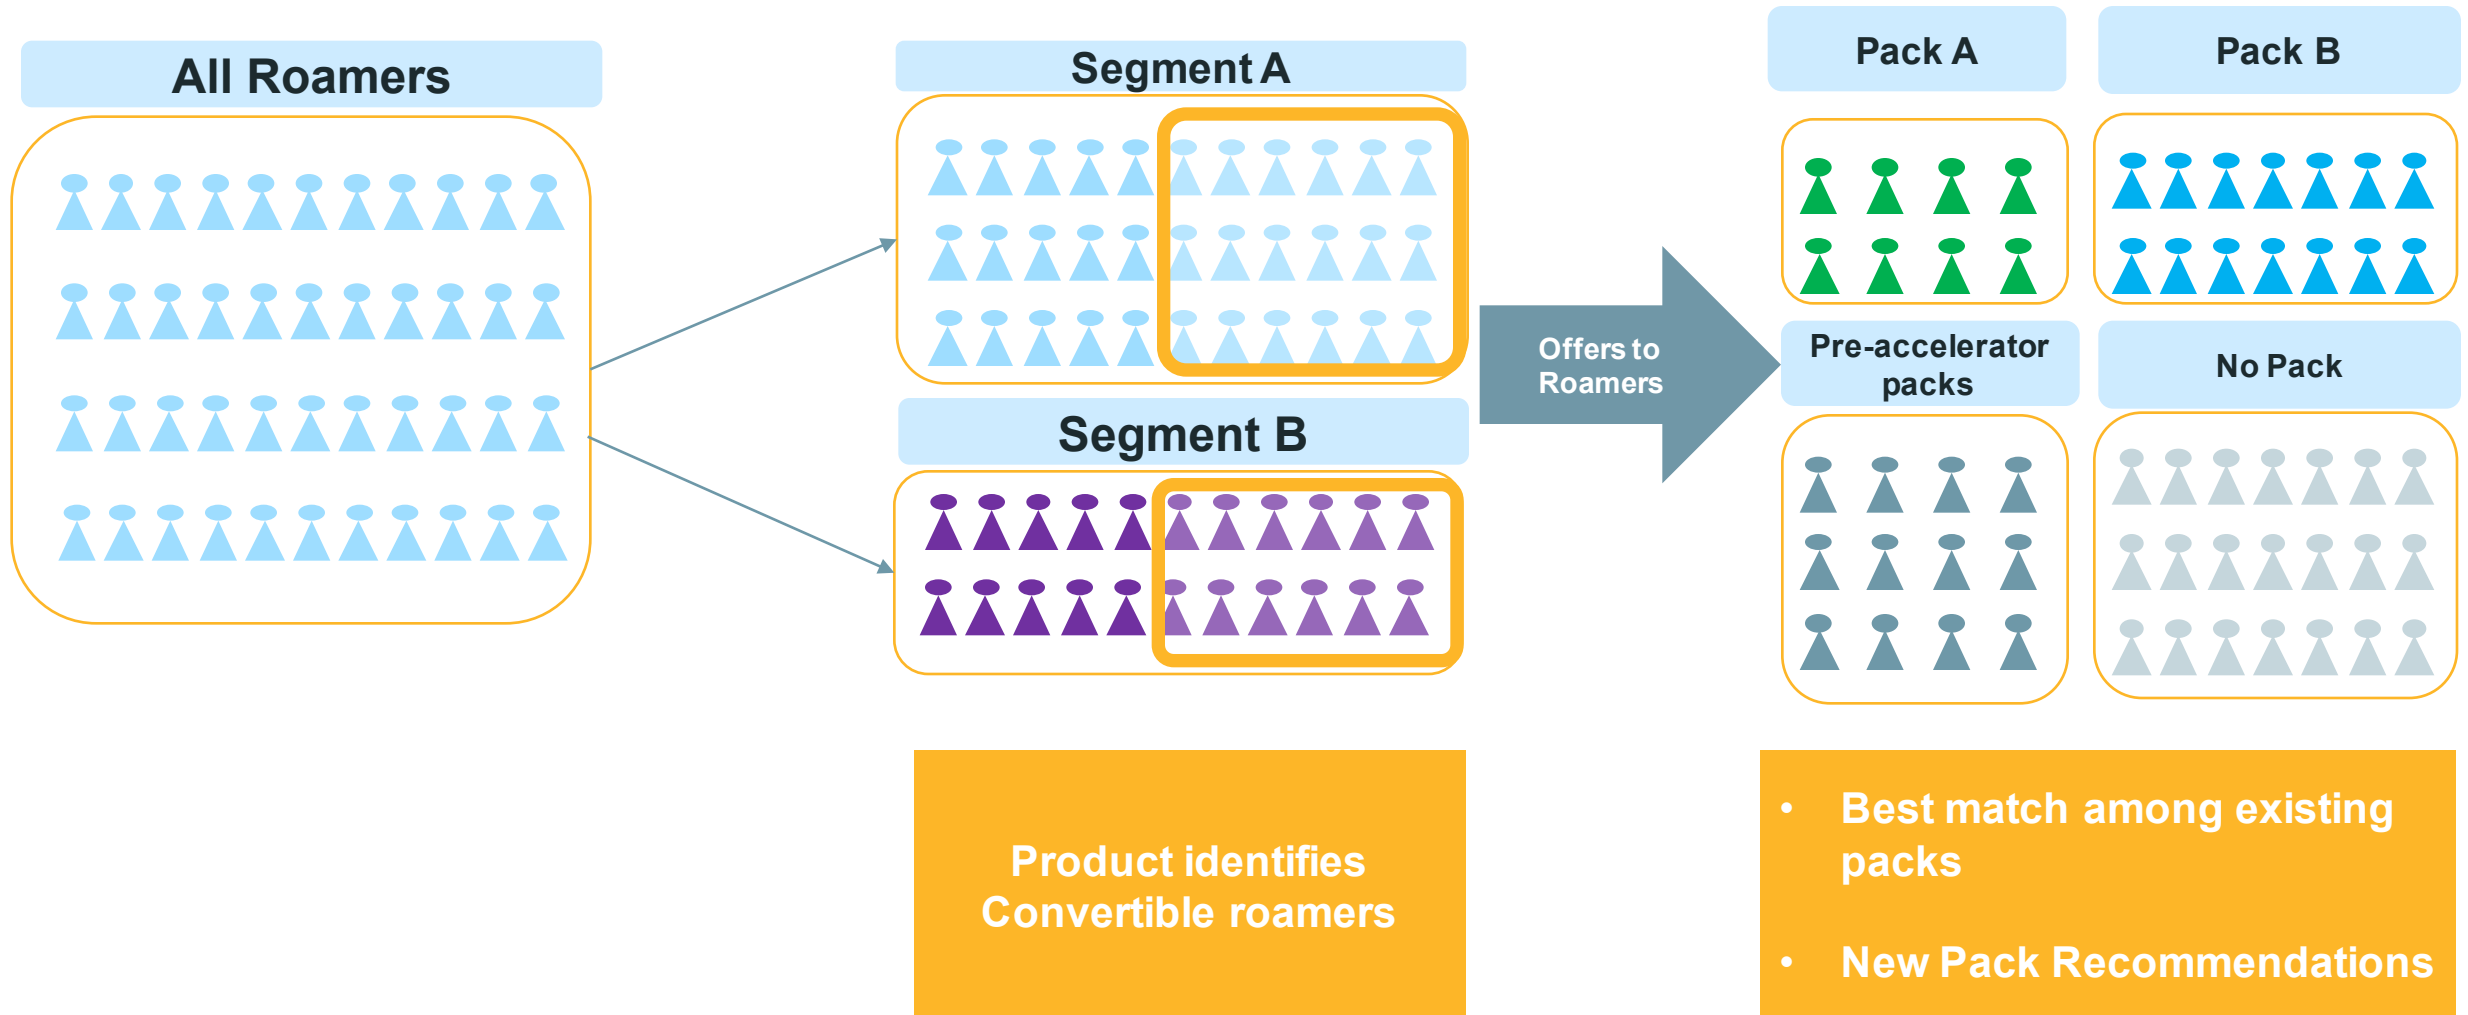 All Roamers
Segment A
Segment B
Product identifies
Convertible roamers
Offers to
Roamers
Pack A
Pack B
Pre-accelerator
packs
No Pack
• Best match among existing
packs
• New Pack Recommendations